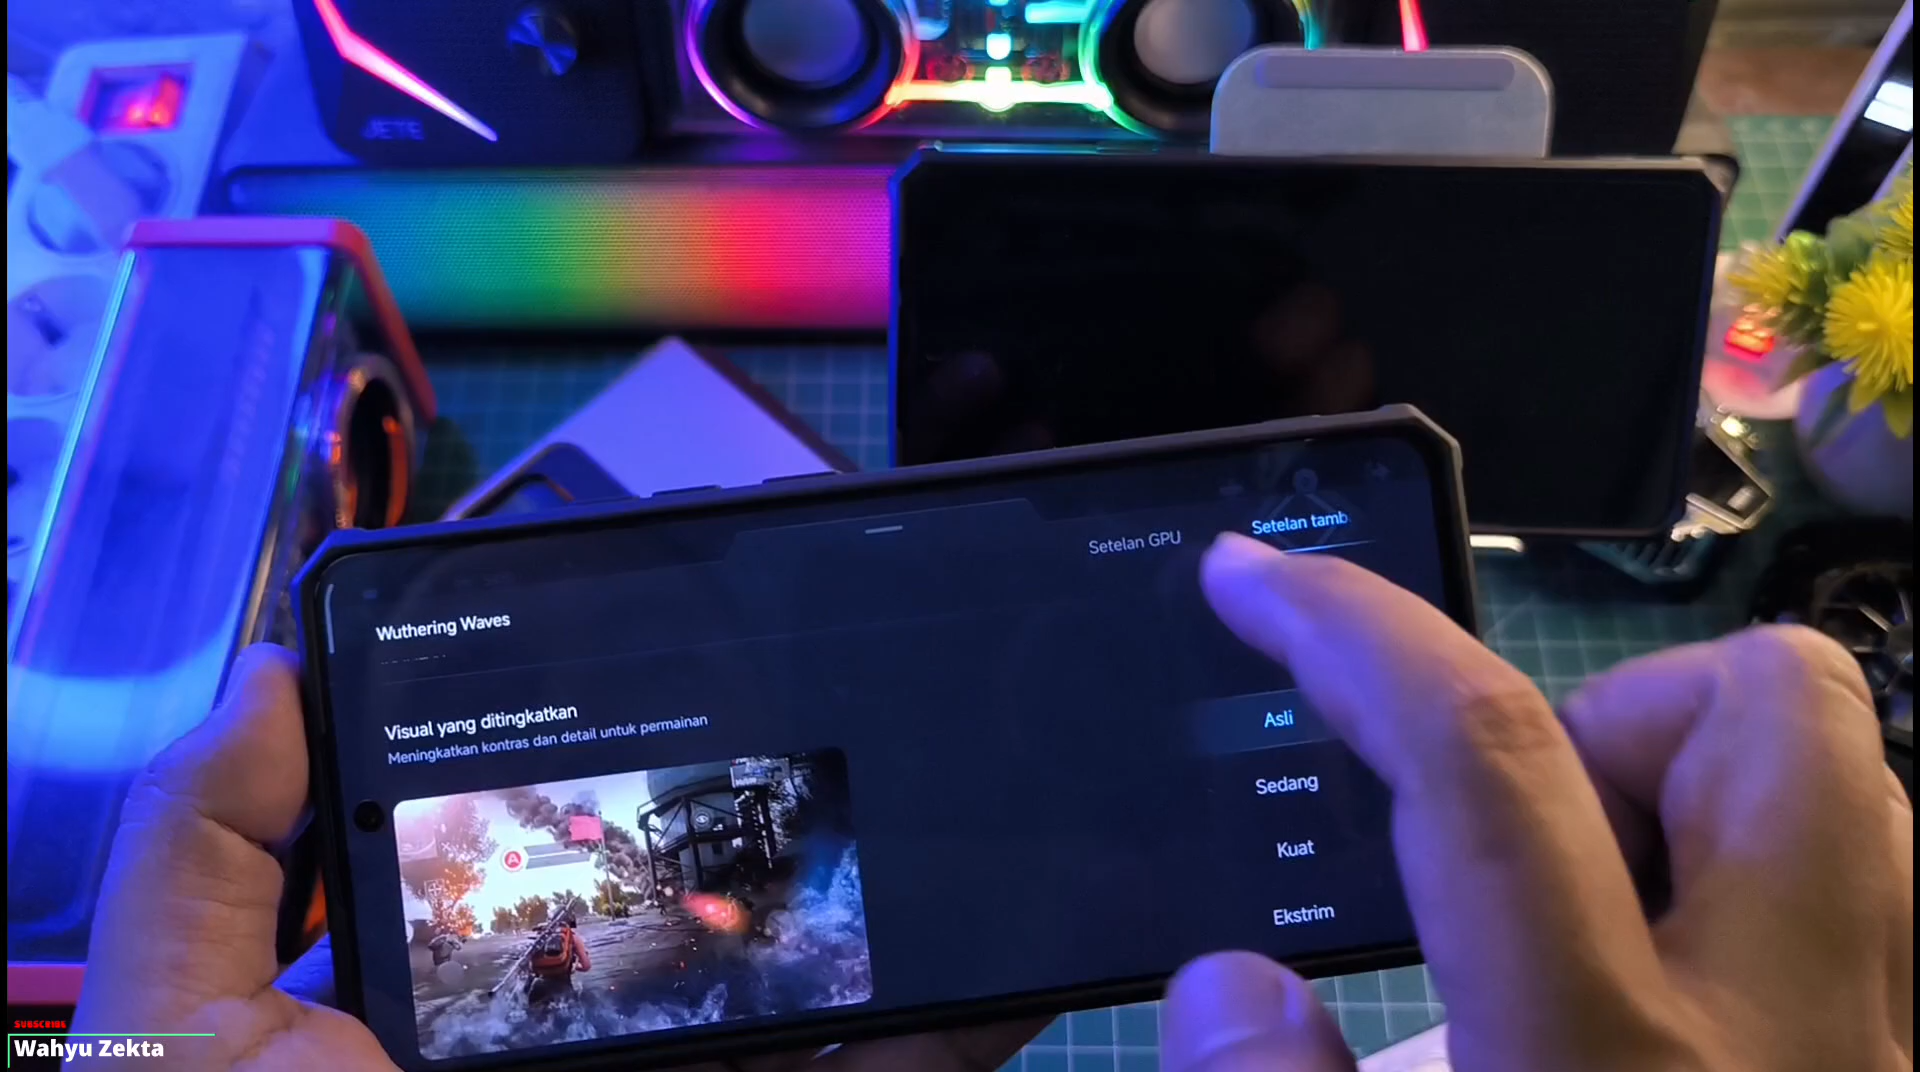 JETE
Setelan GPU
Setelan tamb
Wuthering Waves
Visual yang ditingkatkan
Meningkatkan kontras dan detail untuk permainan
A
Asli
Sedang
Kuat
Ekstrim
SUBSCRIBE
Wahyu Zekta